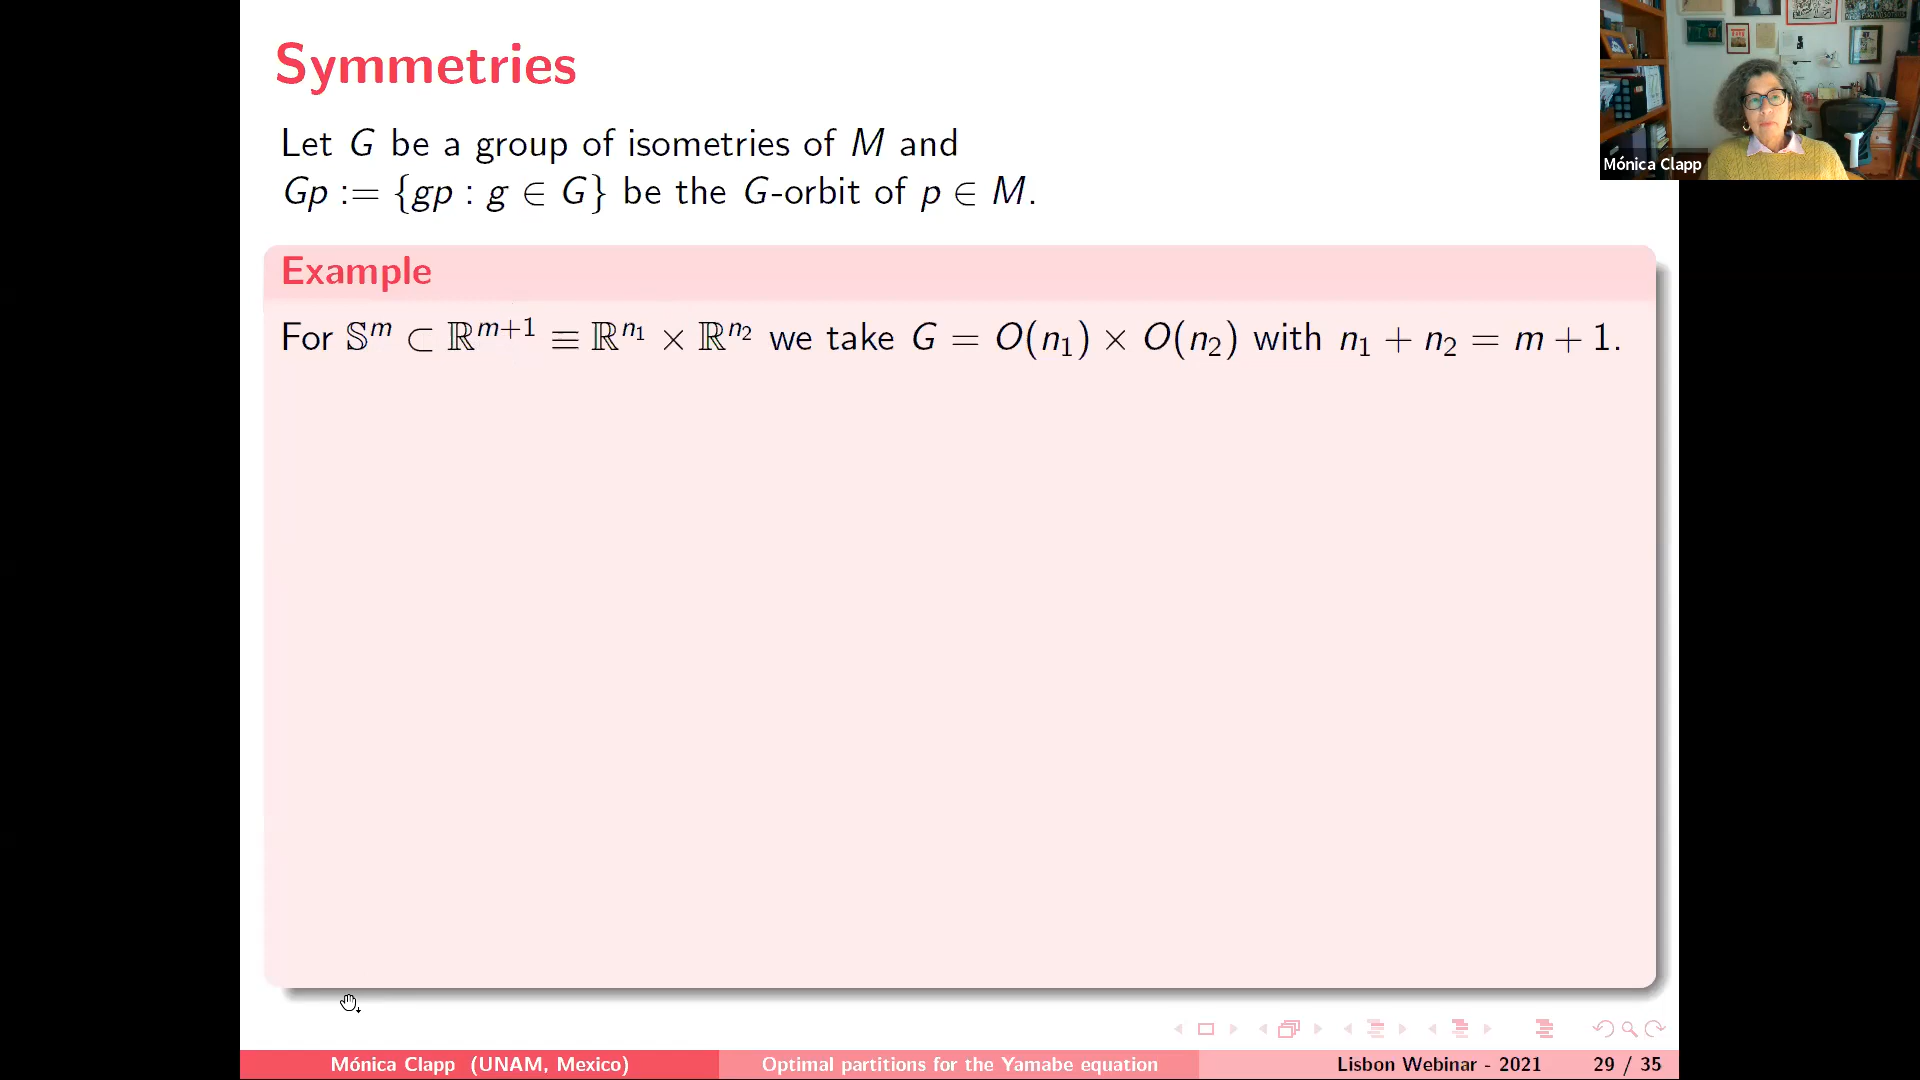 Symmetries
Let G be a group of isometries of M and
Gp := {gp : g ∈ G} be the G-orbit of p ∈ M.
Example
For 𝕊^m ⊂ ℝ^{m+1} ≡ ℝ^{n_1} × ℝ^{n_2} we take G = O(n_1) × O(n_2) with n_1 + n_2 = m + 1.
Mónica Clapp
Mónica Clapp (UNAM, Mexico)
Optimal partitions for the Yamabe equation
Lisbon Webinar - 2021
29 / 35